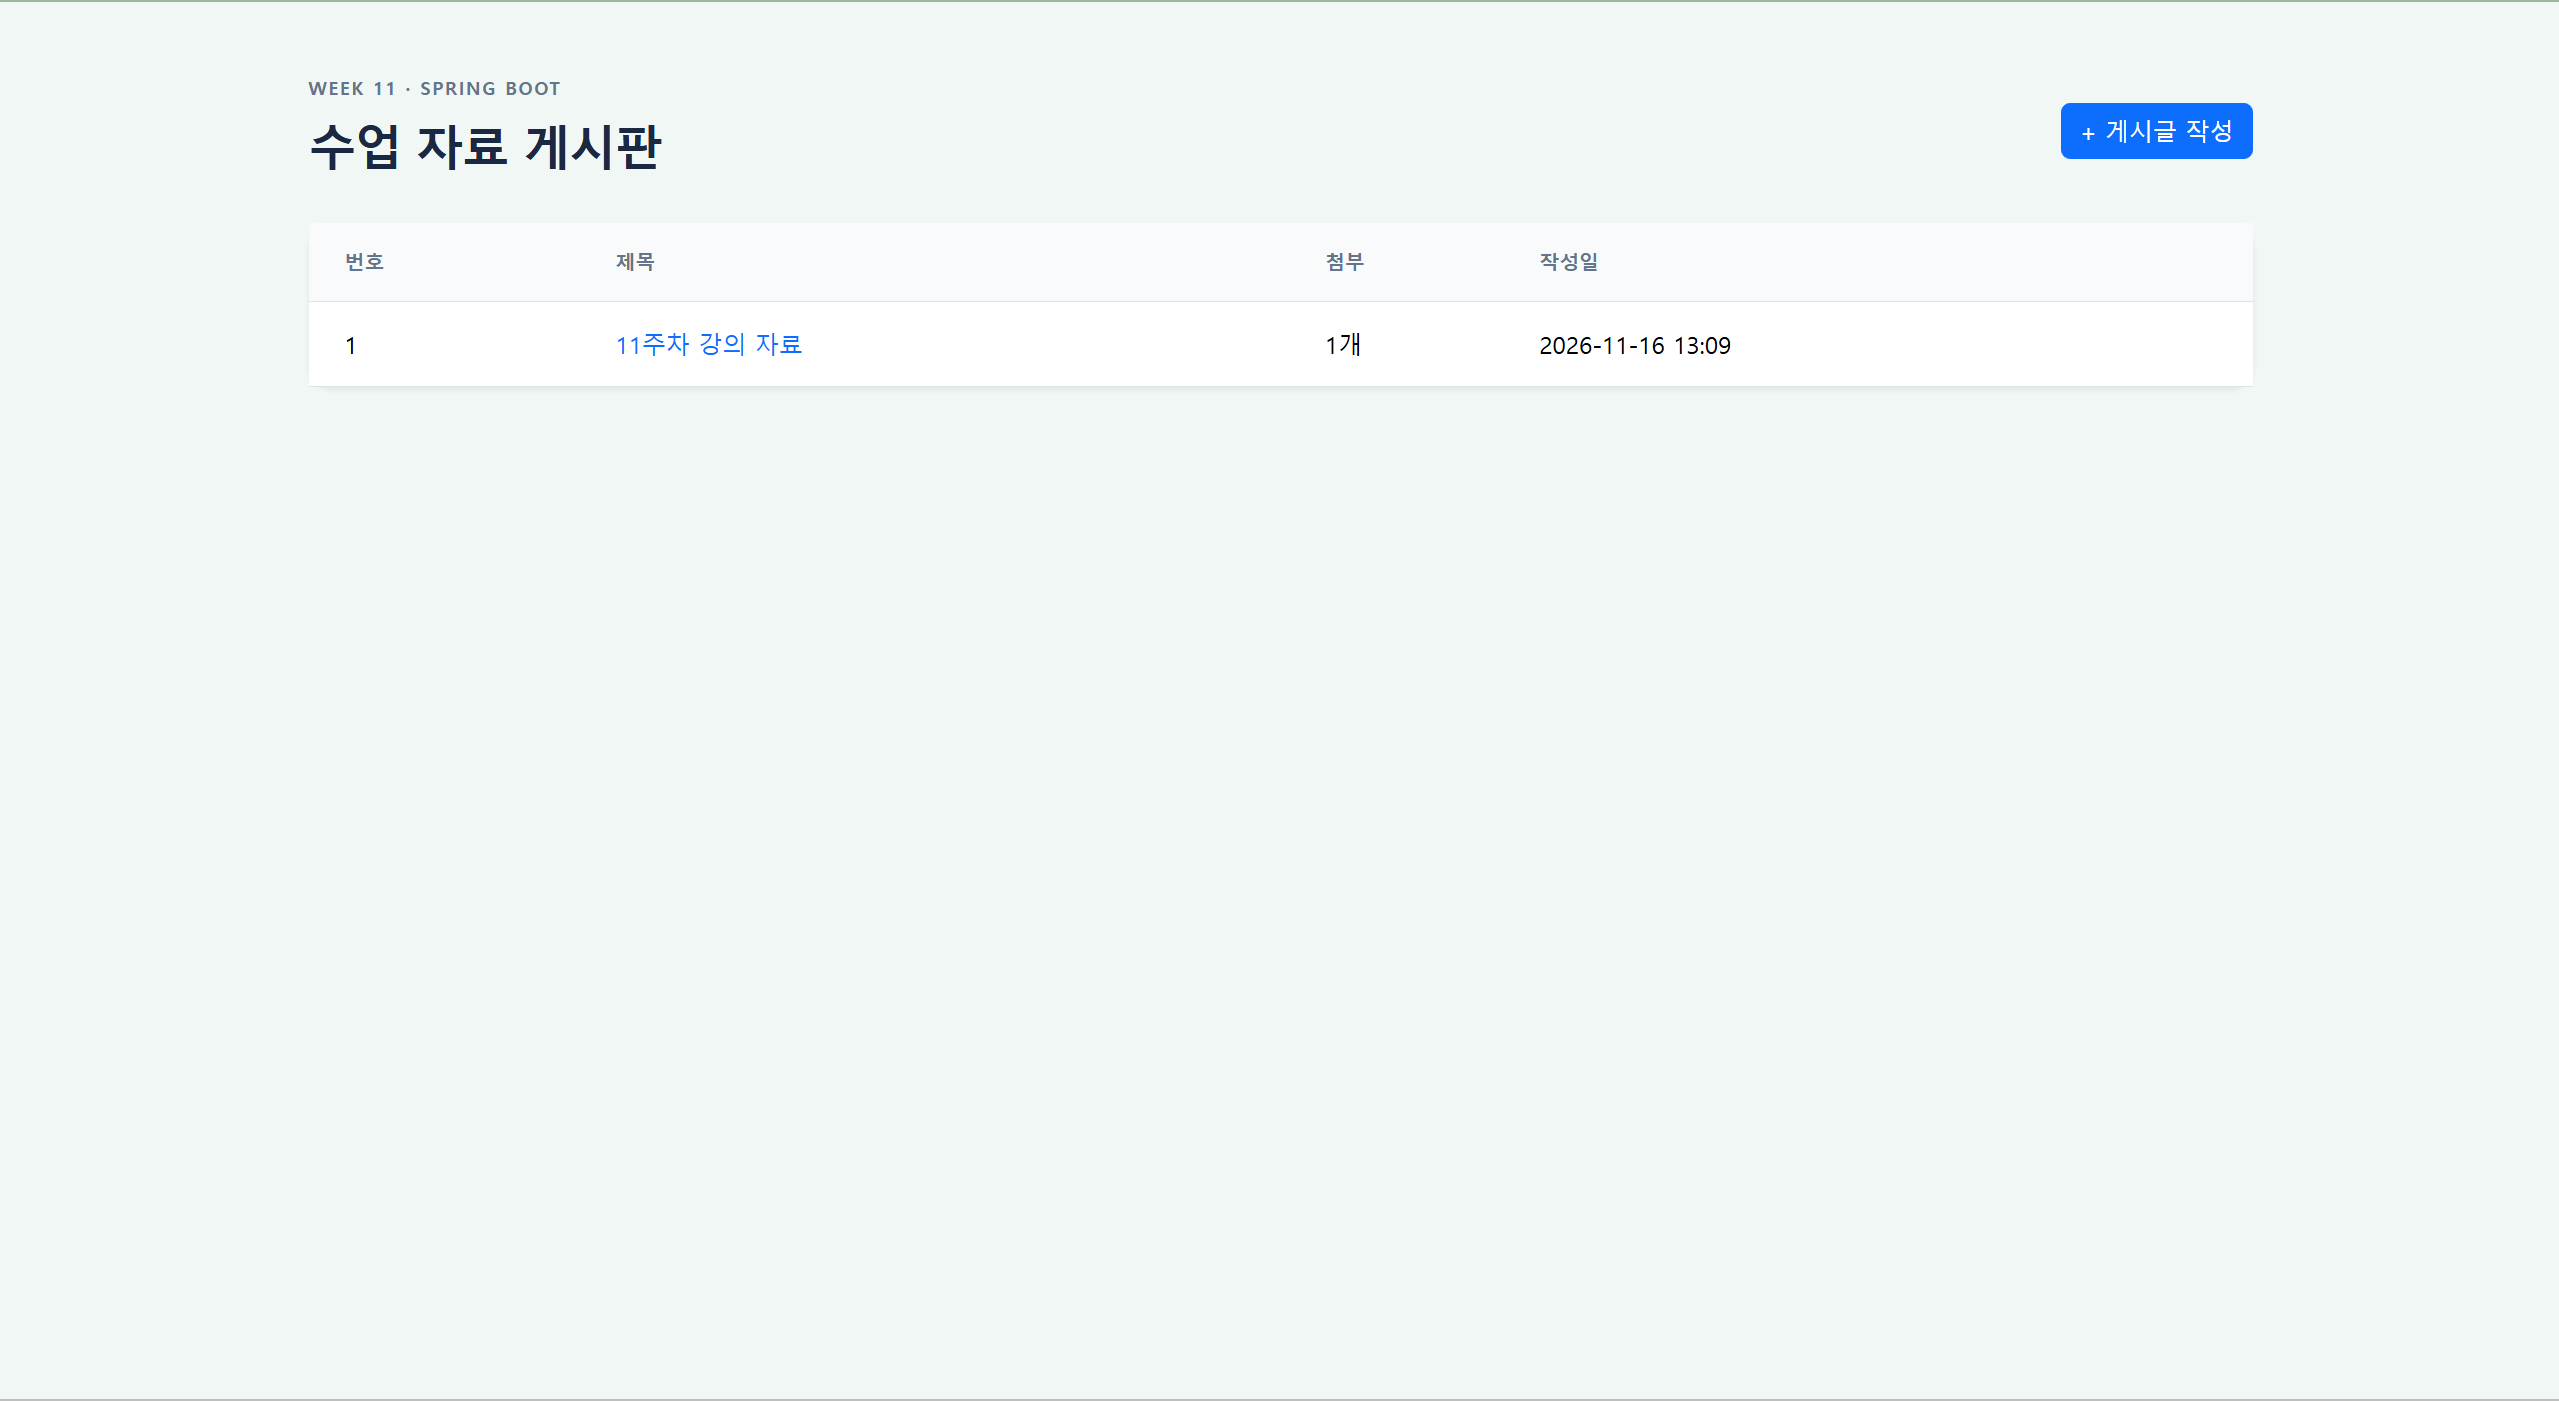 WEEK 11 · SPRING BOOT
수업 자료 게시판
+ 게시글 작성
번호 제목 첨부 작성일
1 11주차 강의 자료 1개 2026-11-16 13:09